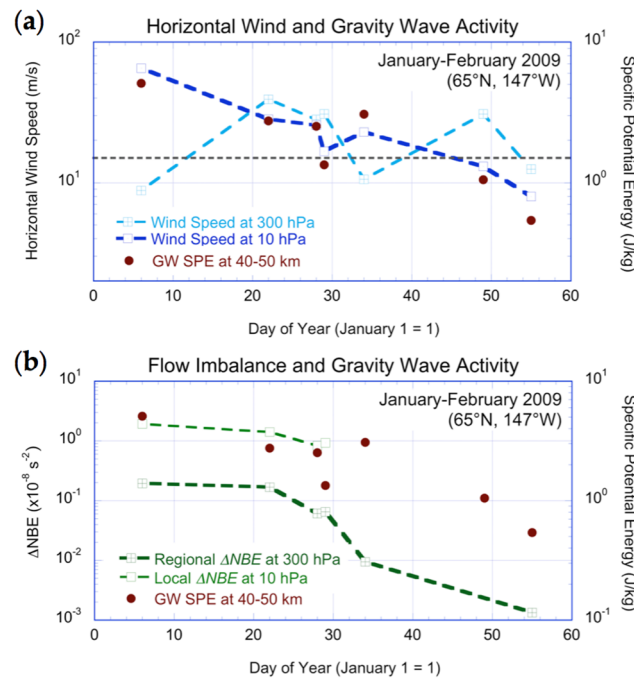 (a)
Horizontal Wind and Gravity Wave Activity
January-February 2009
(65°N, 147°W)
Horizontal Wind Speed (m/s)
10²
10¹
Specific Potential Energy (J/kg)
10¹
10⁰
Wind Speed at 300 hPa
Wind Speed at 10 hPa
GW SPE at 40-50 km
0 10 20 30 40 50 60
Day of Year (January 1 = 1)
(b)
Flow Imbalance and Gravity Wave Activity
January-February 2009
(65°N, 147°W)
ΔNBE (x10⁻⁸ s⁻²)
10¹
10⁰
10⁻¹
10⁻²
10⁻³
Specific Potential Energy (J/kg)
10¹
10⁰
10⁻¹
Regional ΔNBE at 300 hPa
Local ΔNBE at 10 hPa
GW SPE at 40-50 km
0 10 20 30 40 50 60
Day of Year (January 1 = 1)